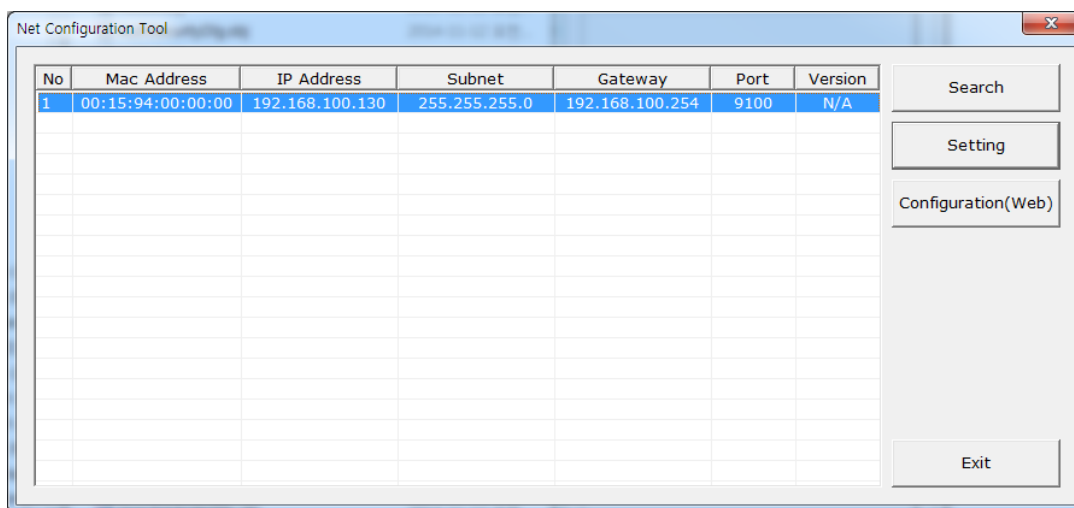 Net Configuration Tool
No Mac Address IP Address Subnet Gateway Port Version
1 00:15:94:00:00:00 192.168.100.130 255.255.255.0 192.168.100.254 9100 N/A
Search
Setting
Configuration(Web)
Exit